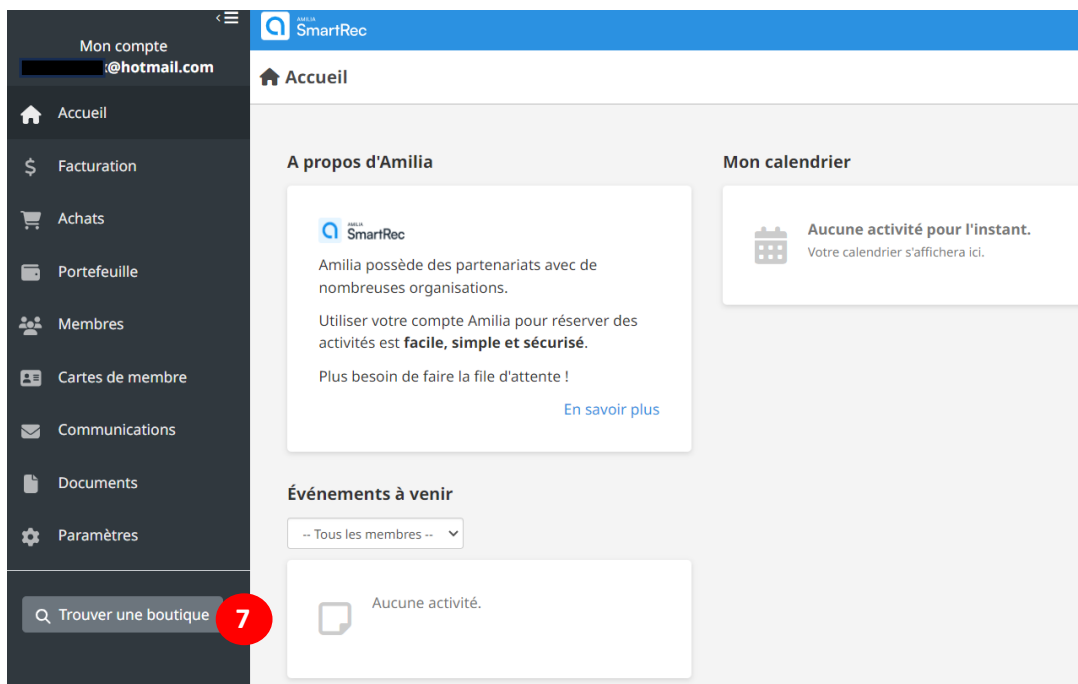 Mon compte
:@hotmail.com
Accueil
Facturation
Achats
Portefeuille
Membres
Cartes de membre
Communications
Documents
Paramètres
Trouver une boutique
7
AMILIA
SmartRec
Accueil
A propos d'Amilia
AMILIA
SmartRec
Amilia possède des partenariats avec de
nombreuses organisations.
Utiliser votre compte Amilia pour réserver des
activités est facile, simple et sécurisé.
Plus besoin de faire la file d'attente !
En savoir plus
Mon calendrier
Aucune activité pour l'instant.
Votre calendrier s'affichera ici.
Événements à venir
-- Tous les membres --
Aucune activité.